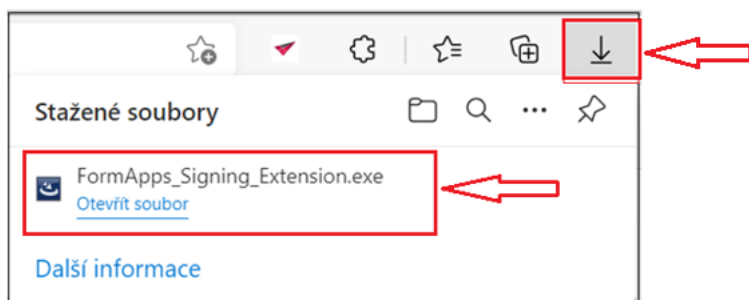 Stažené soubory
FormApps_Signing_Extension.exe
Otevřít soubor
Další informace